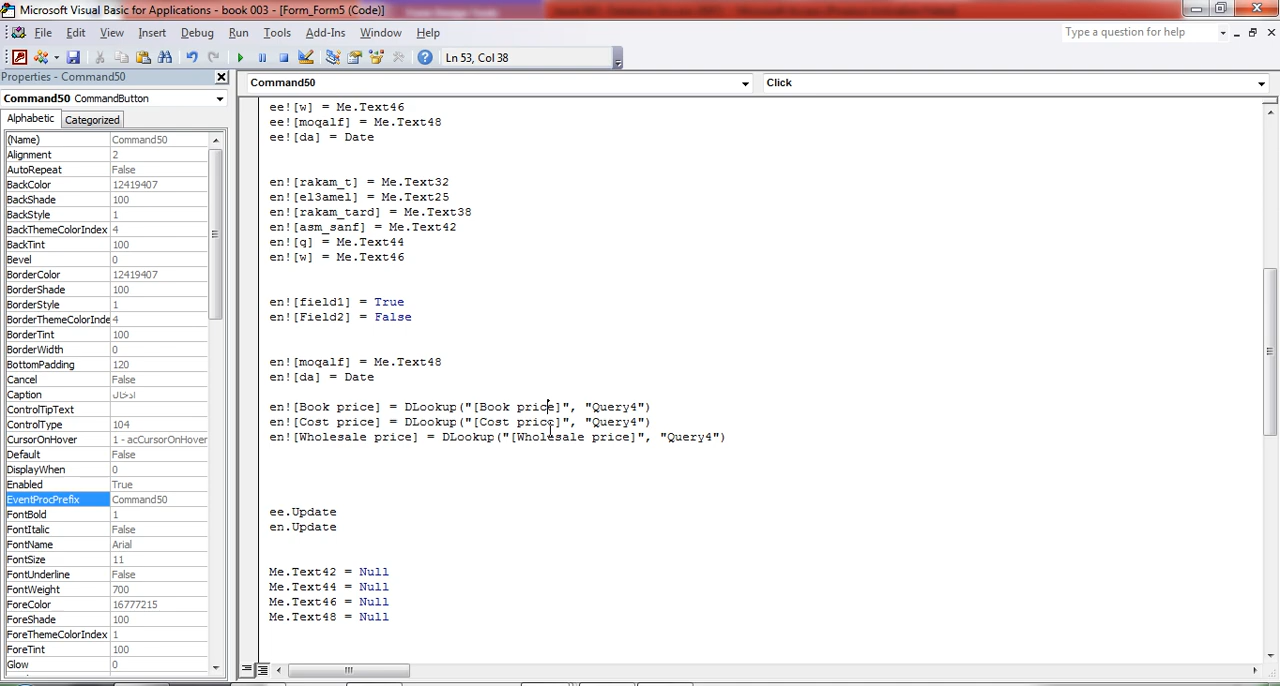 Microsoft Visual Basic for Applications - book 003 - [Form_Form5 (Code)]
File Edit View Insert Format Debug Run Tools Add-Ins Window Help
Type a question for help
Ln 53, Col 38
Properties - Command50
Command50 CommandButton
Alphabetic Categorized
(Name) Command50
Alignment 2
AutoRepeat False
BackColor 12419407
BackShade 100
BackStyle 1
BackThemeColorIndex 4
BackTint 100
Bevel 0
BorderColor 12419407
BorderShade 100
BorderStyle 1
BorderThemeColorInde 4
BorderTint 100
BorderWidth 0
BottomPadding 120
Cancel False
Caption ادخال
ControlTipText
ControlType 104
CursorOnHover 1 - acCursorOnHover
Default False
DisplayWhen 0
Enabled True
EventProcPrefix Command50
FontBold 1
FontItalic False
FontName Arial
FontSize 11
FontUnderline False
FontWeight 700
ForeColor 16777215
ForeShade 100
ForeThemeColorIndex 1
ForeTint 100
Glow 0
Command50 Click
ee![w] = Me.Text46
ee![moqalf] = Me.Text48
ee![da] = Date
en![rakam_t] = Me.Text32
en![el3amel] = Me.Text25
en![rakam_tard] = Me.Text38
en![asm_sanf] = Me.Text42
en![q] = Me.Text44
en![w] = Me.Text46
en![field1] = True
en![Field2] = False
en![moqalf] = Me.Text48
en![da] = Date
en![Book price] = DLookup("[Book price]", "Query4")
en![Cost price] = DLookup("[Cost price]", "Query4")
en![Wholesale price] = DLookup("[Wholesale price]", "Query4")
ee.Update
en.Update
Me.Text42 = Null
Me.Text44 = Null
Me.Text46 = Null
Me.Text48 = Null